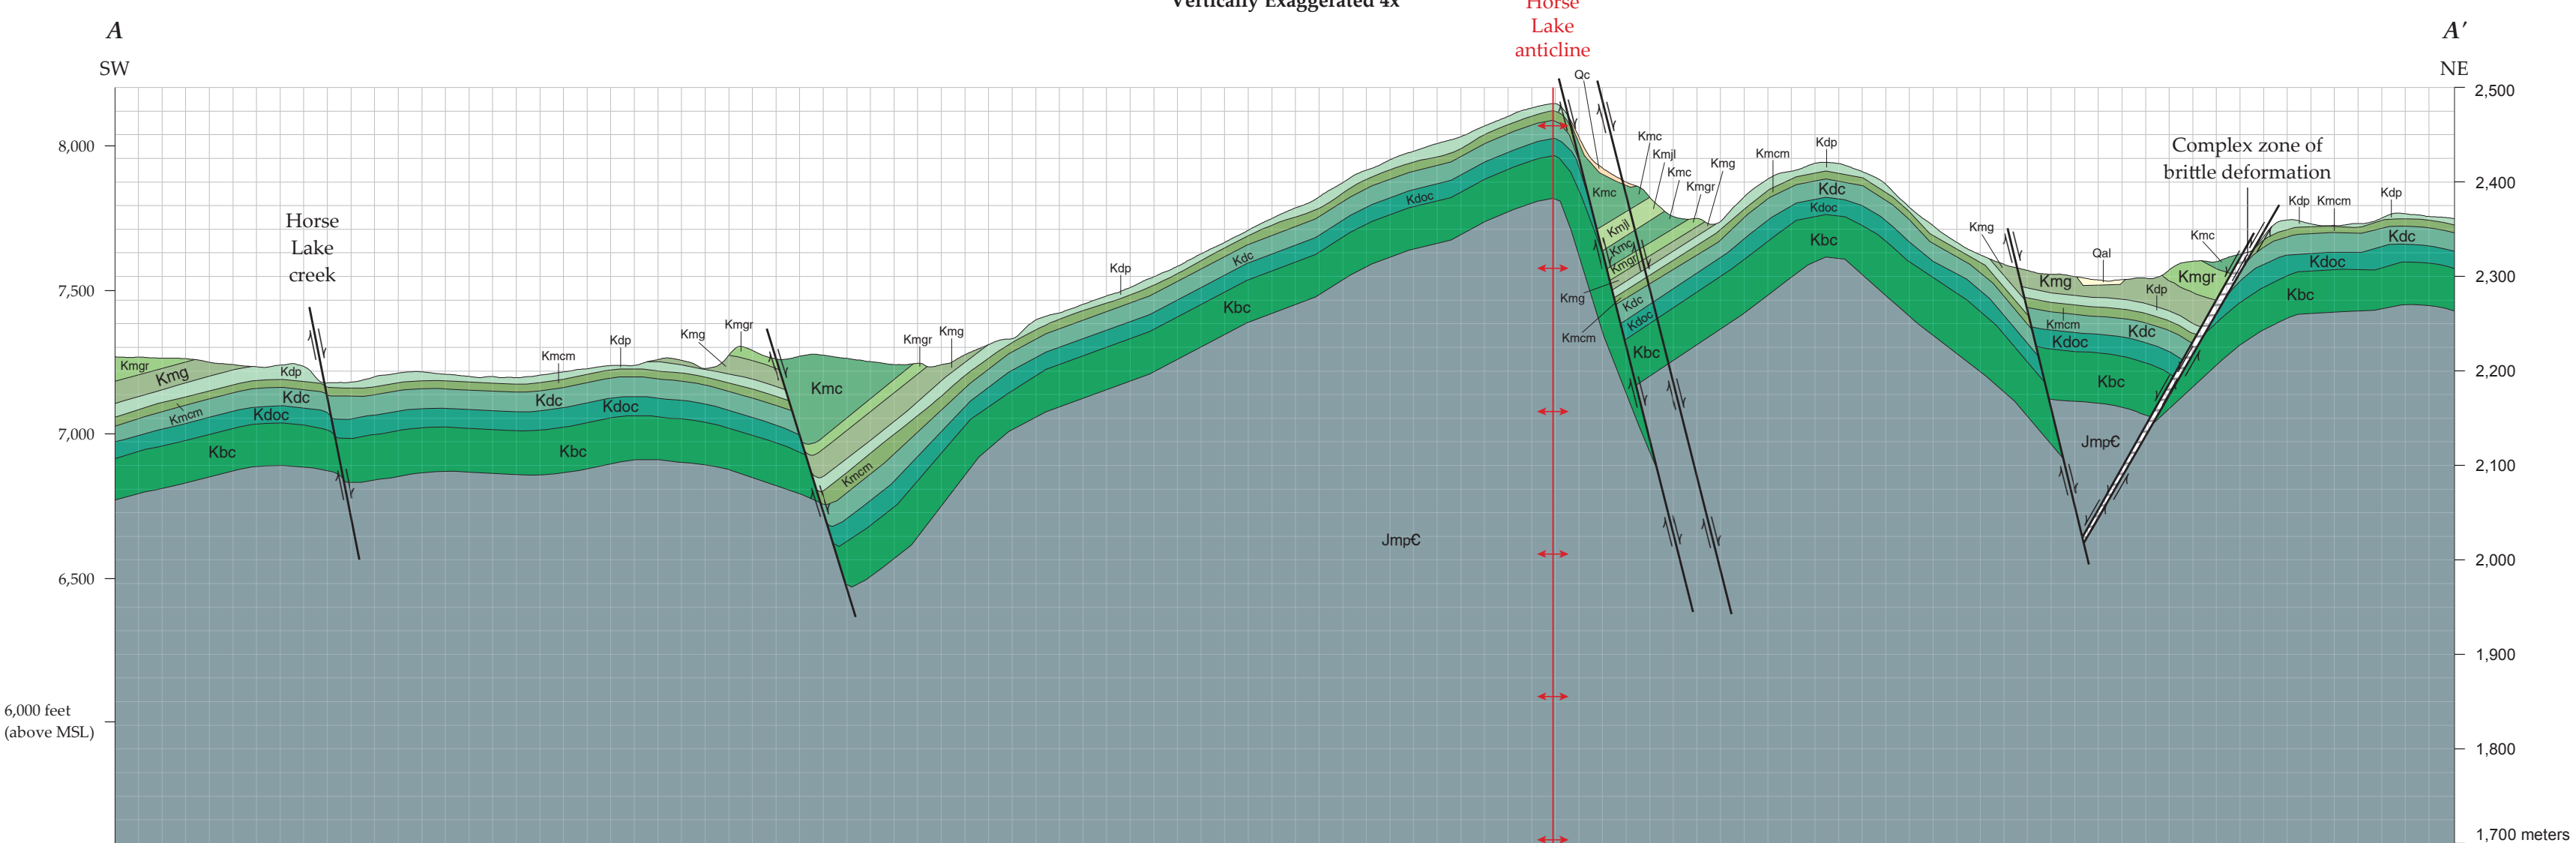 Vertically Exaggerated 4x
A
SW
Horse
Lake
anticline
A′
NE
8,000
7,500
7,000
6,500
6,000 feet
(above MSL)
2,500
2,400
2,300
2,200
2,100
2,000
1,900
1,800
1,700 meters
Horse
Lake
creek
Complex zone of
brittle deformation
Kmgr
Kmg
Kmcm
Kdp
Kdc
Kdoc
Kbc
Kmcm
Kdp
Kmg
Kmgr
Kdc
Kdoc
Kbc
Kmc
Kmgr
Kmg
Kmcm
Kdp
Kdc
Kdoc
Kbc
Jmp€
Qc
Kmc
Kmjl
Kmc
Kmgr
Kmg
Kmc
Kmjl
Kmc
Kmgr
Kmg
Kmcm
Kdc
Kdoc
Kbc
Kmcm
Kdp
Kdc
Kdoc
Kbc
Kmg
Kmg
Qal
Kdp
Kmgr
Kmc
Kmcm
Kdc
Kdoc
Kbc
Jmp€
Kdp
Kmcm
Kdp
Kdc
Kdoc
Kbc